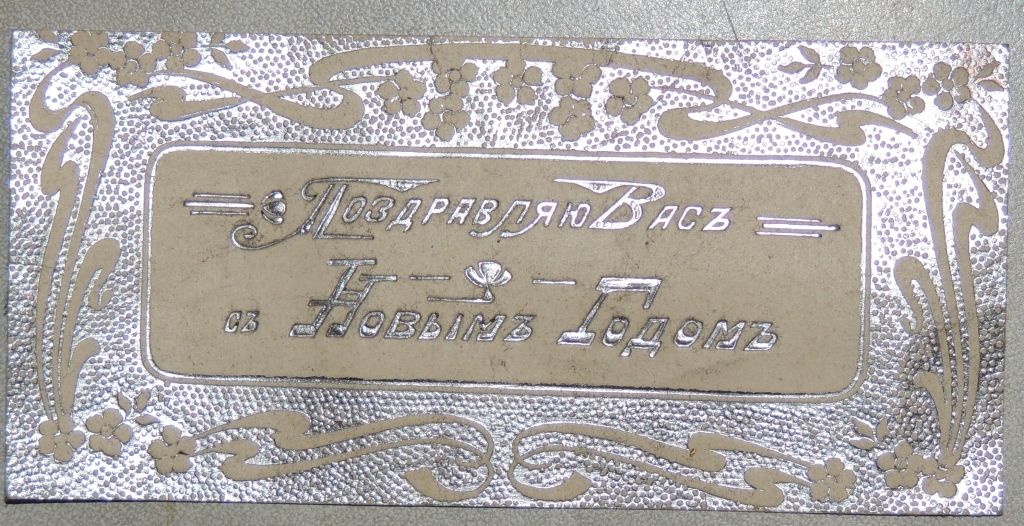 Поздравляю Васъ
съ Новымъ Годомъ